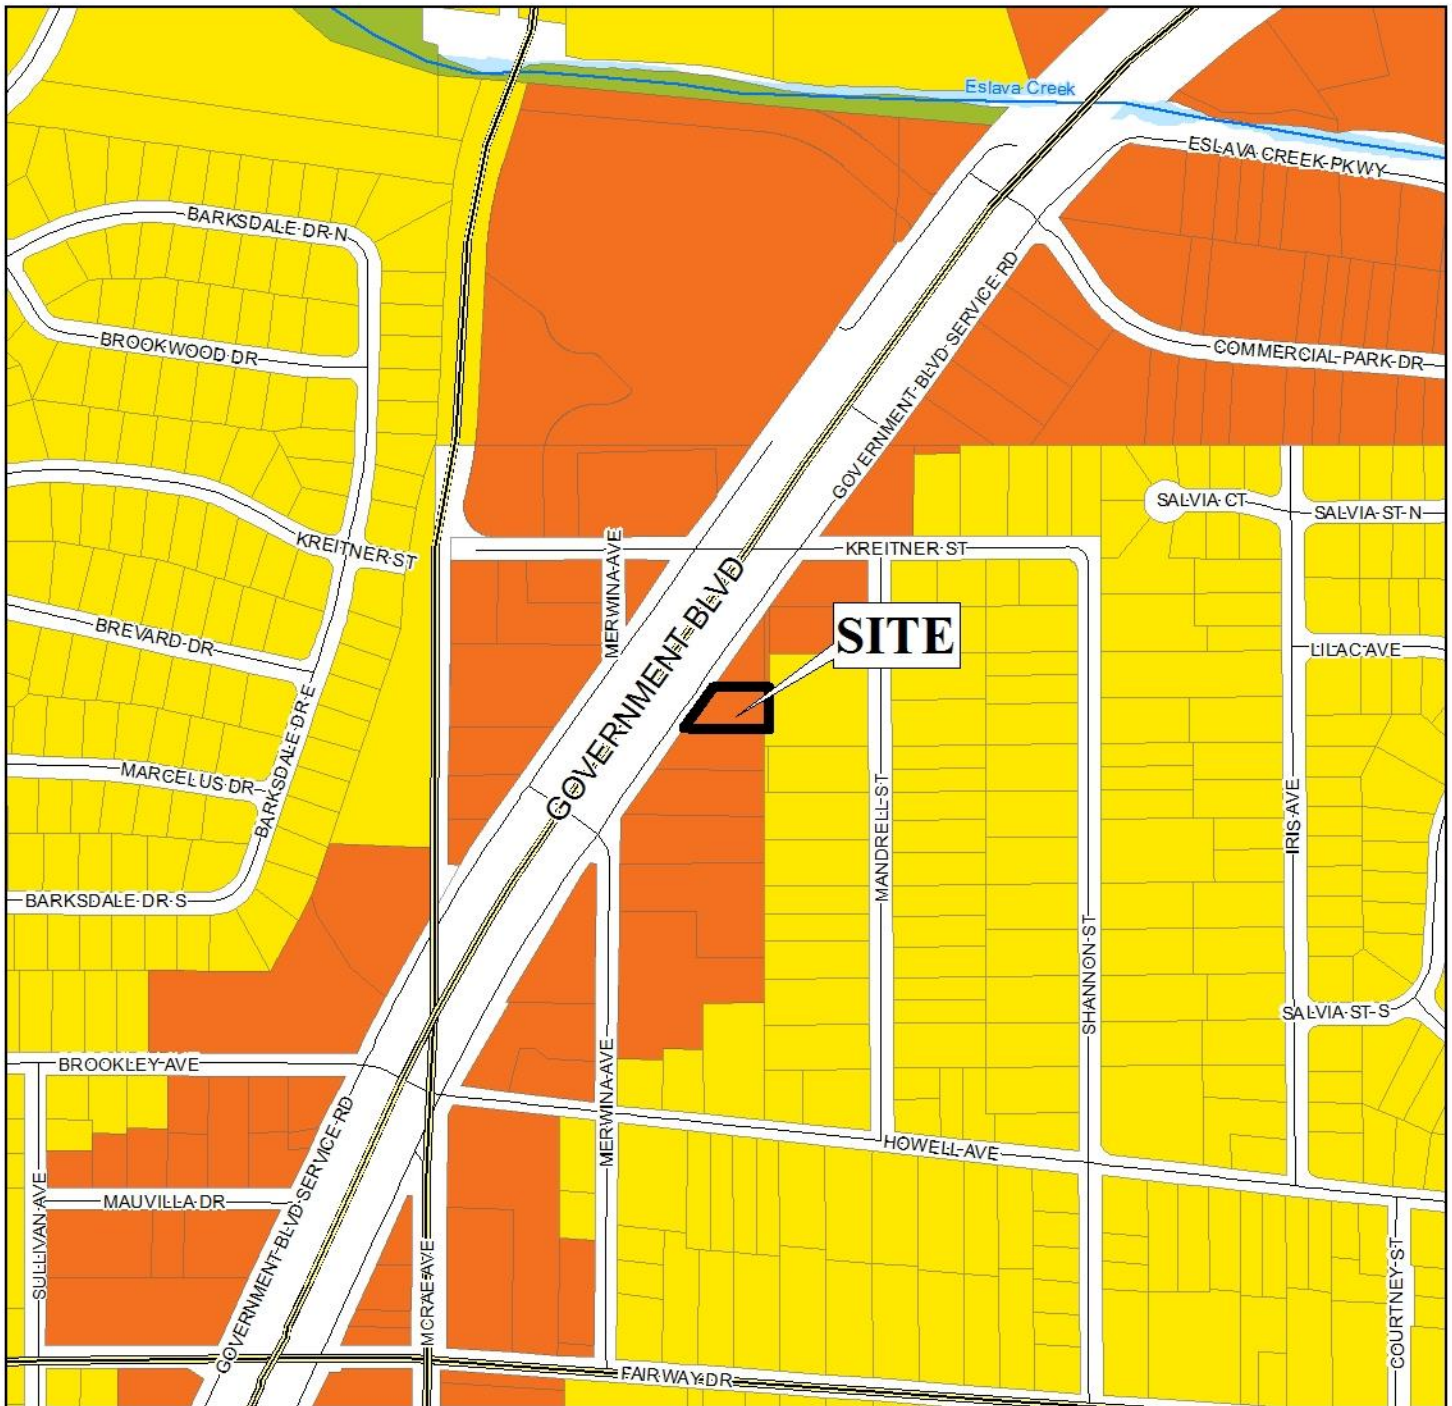 Eslava Creek
ESLAVA CREEK PKWY
BARKSDALE DR N
GOVERNMENT BLVD SERVICE RD
BROOKWOOD DR
COMMERCIAL PARK DR
SALVIA CT
SALVIA ST N
KREITNER ST
MERWINA AVE
KREITNER ST
GOVERNMENT BLVD
SITE
BREVARD DR
LILAC AVE
BARKSDALE DR E
MARCELUS DR
MANDRELL ST
IRIS AVE
BARKSDALE DR S
SHANNON ST
SALVIA ST S
BROOKLEY AVE
MERWINA AVE
HOWELL AVE
GOVERNMENT BLVD SERVICE RD
MAUVILLA DR
SULLIVAN AVE
MCRAE AVE
COURTNEY ST
FAIRWAY DR